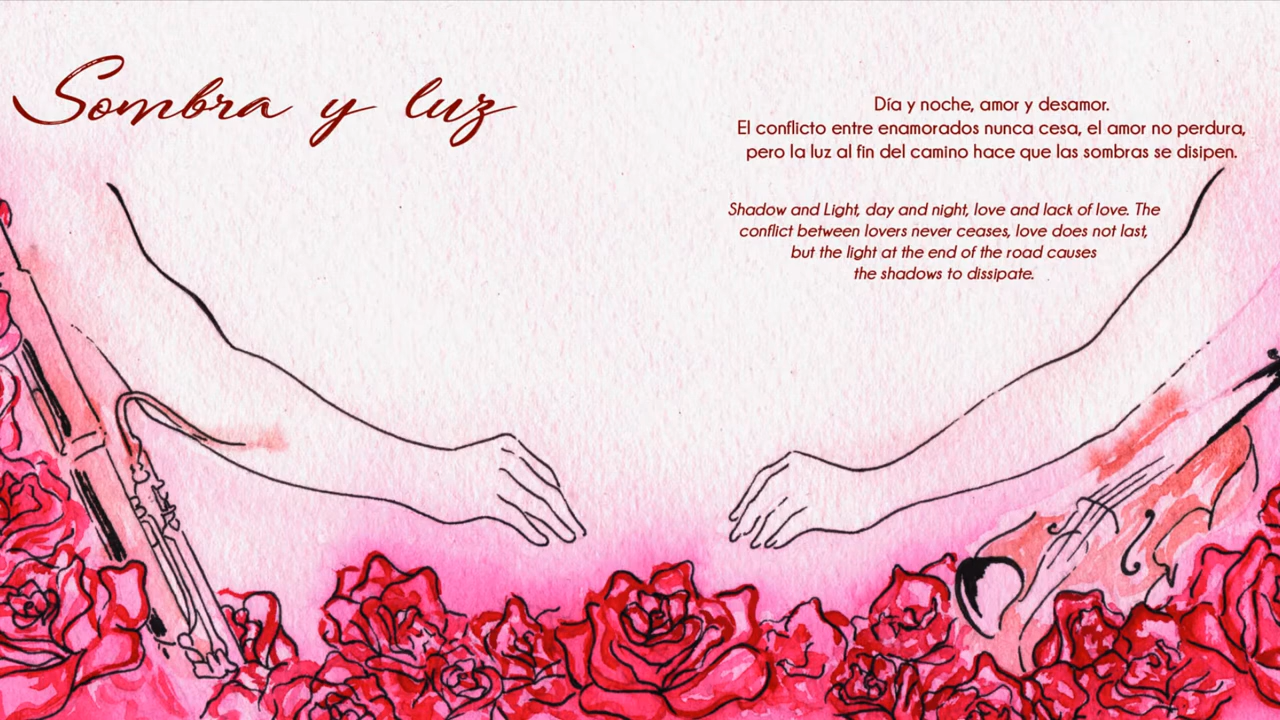 Sombra y luz
Día y noche, amor y desamor.
El conflicto entre enamorados nunca cesa, el amor no perdura,
pero la luz al fin del camino hace que las sombras se disipen.
Shadow and Light, day and night, love and lack of love. The
conflict between lovers never ceases, love does not last,
but the light at the end of the road causes
the shadows to dissipate.